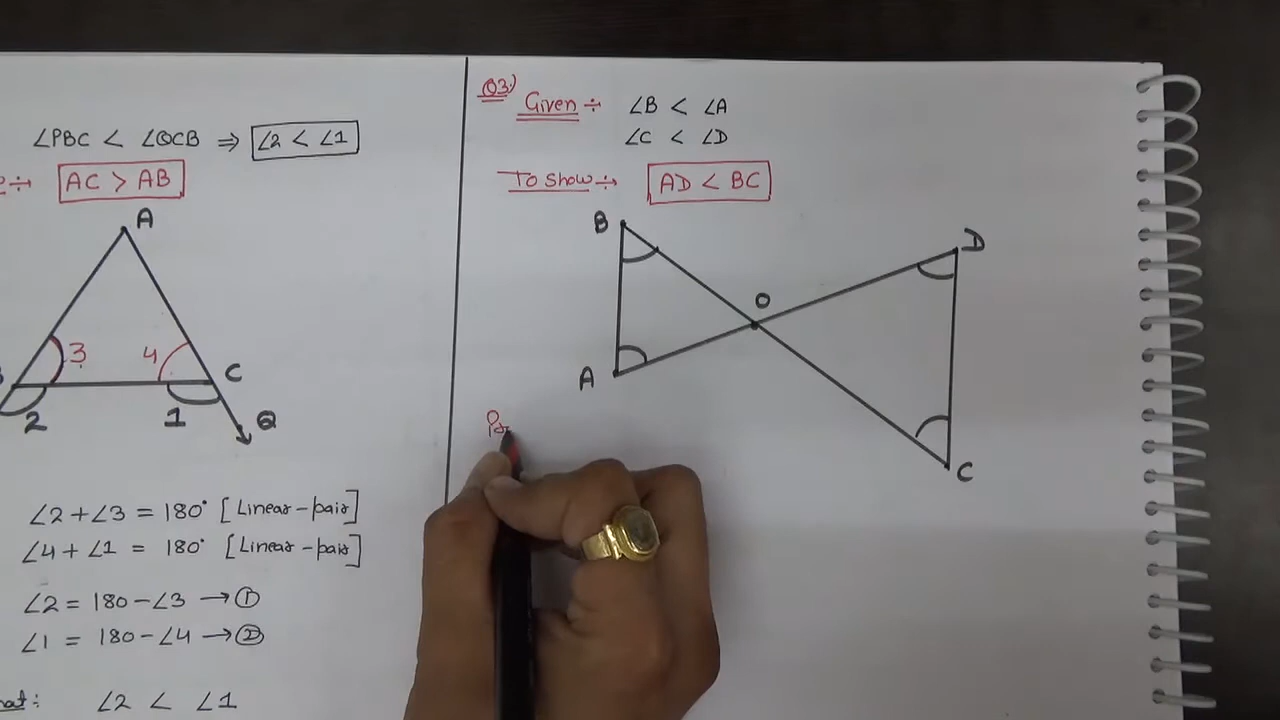 ∠PBC < ∠QCB ⇒ ∠2 < ∠1
AC > AB
A
3
4
C
2
1
Q
∠2+∠3 = 180° [Linear-pair]
∠4+∠1 = 180° [Linear-pair]
∠2 = 180-∠3 → ①
∠1 = 180-∠4 → ②
∠2 < ∠1
Q3.)
Given ÷ ∠B < ∠A
∠C < ∠D
To Show ÷ AD < BC
B
D
O
A
C